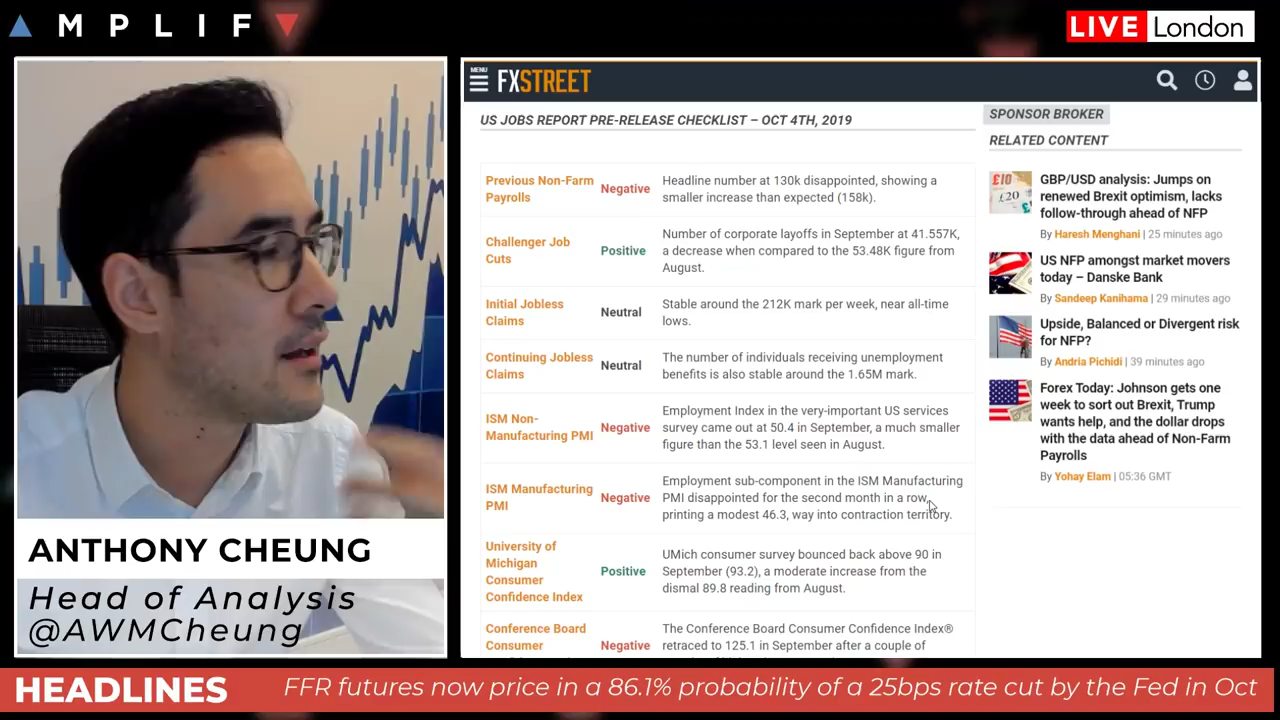 MPLIF
LIVE London
MENU
FXSTREET
US JOBS REPORT PRE-RELEASE CHECKLIST – OCT 4TH, 2019
Previous Non-Farm
Payrolls
Negative
Headline number at 130k disappointed, showing a
smaller increase than expected (158k).
Challenger Job
Cuts
Positive
Number of corporate layoffs in September at 41.557K,
a decrease when compared to the 53.48K figure from
August.
Initial Jobless
Claims
Neutral
Stable around the 212K mark per week, near all-time
lows.
Continuing Jobless
Claims
Neutral
The number of individuals receiving unemployment
benefits is also stable around the 1.65M mark.
ISM Non-
Manufacturing PMI
Negative
Employment Index in the very-important US services
survey came out at 50.4 in September, a much smaller
figure than the 53.1 level seen in August.
ISM Manufacturing
PMI
Negative
Employment sub-component in the ISM Manufacturing
PMI disappointed for the second month in a row,
printing a modest 46.3, way into contraction territory.
University of
Michigan
Consumer
Confidence Index
Positive
UMich consumer survey bounced back above 90 in
September (93.2), a moderate increase from the
dismal 89.8 reading from August.
Conference Board
Consumer
Negative
The Conference Board Consumer Confidence Index®
retraced to 125.1 in September after a couple of
SPONSOR BROKER
RELATED CONTENT
£10
£20
GBP/USD analysis: Jumps on
renewed Brexit optimism, lacks
follow-through ahead of NFP
By Haresh Menghani | 25 minutes ago
US NFP amongst market movers
today – Danske Bank
By Sandeep Kanihama | 29 minutes ago
Upside, Balanced or Divergent risk
for NFP?
By Andria Pichidi | 39 minutes ago
Forex Today: Johnson gets one
week to sort out Brexit, Trump
wants help, and the dollar drops
with the data ahead of Non-Farm
Payrolls
By Yohay Elam | 05:36 GMT
ANTHONY CHEUNG
Head of Analysis
@AWMCheung
HEADLINES
FFR futures now price in a 86.1% probability of a 25bps rate cut by the Fed in Oct